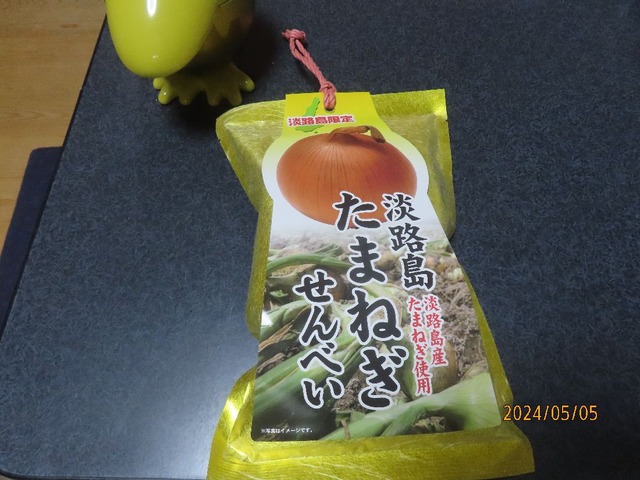 淡路島限定
淡路島
たまねぎ
せんべい
淡路島産
たまねぎ使用
※写真はイメージです。
2024/05/05